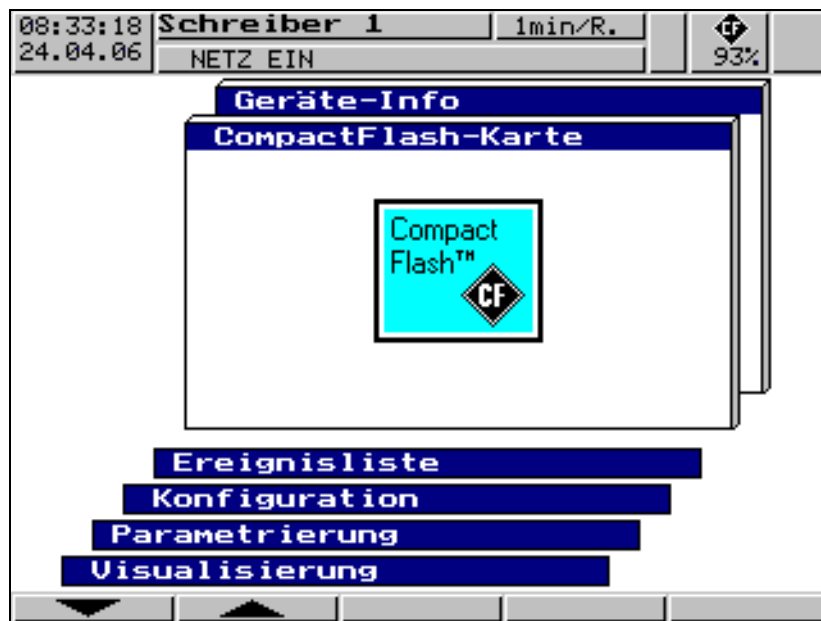 08:33:18 Schreiber 1 1min/R.
24.04.06 NETZ EIN 93%
CF
Geräte-Info
CompactFlash-Karte
Compact
Flash™
CF
Ereignisliste
Konfiguration
Parametrierung
Visualisierung